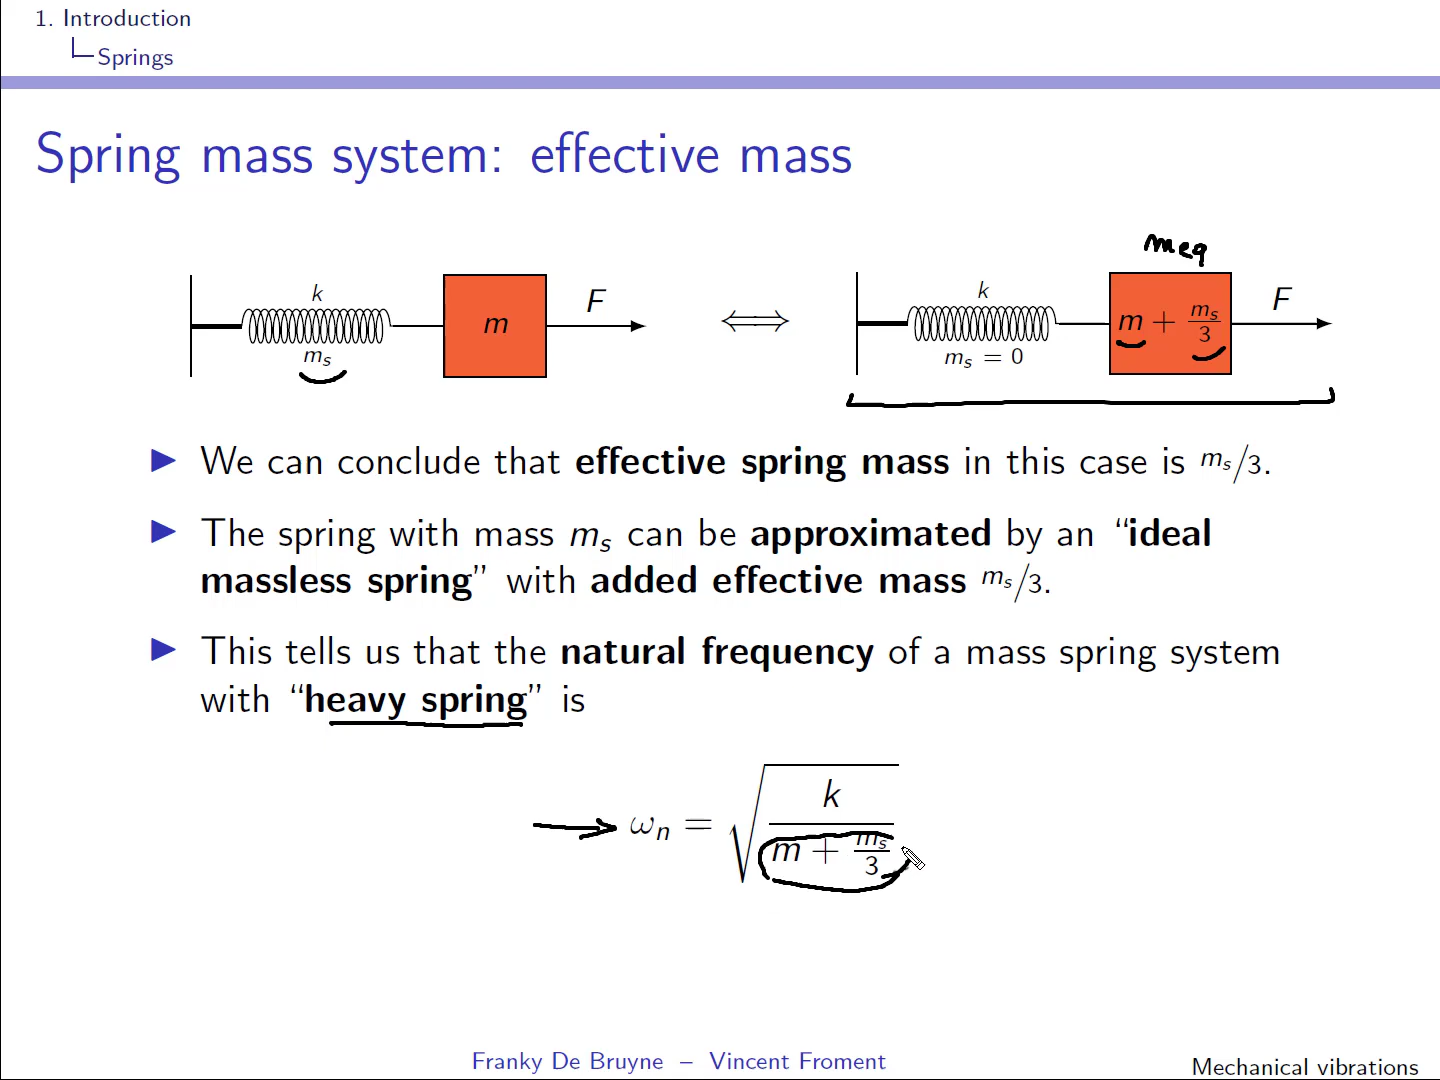 1. Introduction
Springs
Spring mass system: effective mass
meq
k
m
F
⟺
k
m + ms/3
F
ms
ms = 0
We can conclude that effective spring mass in this case is ms/3.
The spring with mass ms can be approximated by an “ideal
massless spring” with added effective mass ms/3.
This tells us that the natural frequency of a mass spring system
with “heavy spring” is
ωn = √(k / (m + ms/3))
Franky De Bruyne – Vincent Froment
Mechanical vibrations